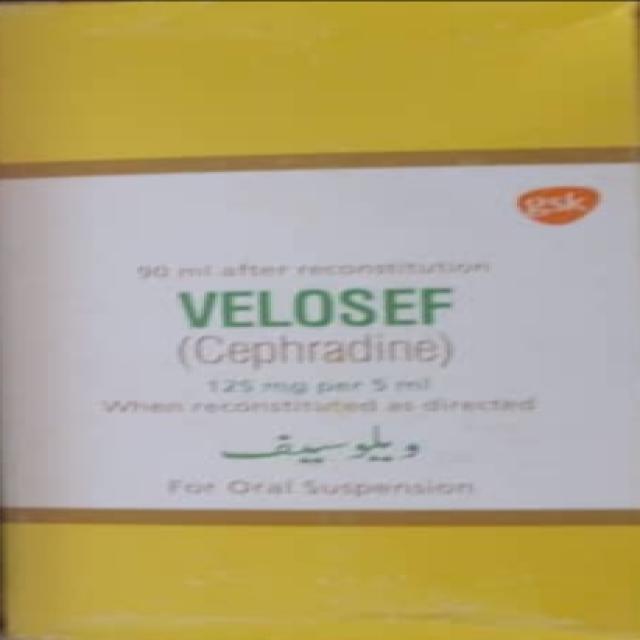 gsk
90 ml after reconstitution
VELOSEF
(Cephradine)
125 mg per 5 ml
When reconstituted as directed
ویلوسیف
For Oral Suspension